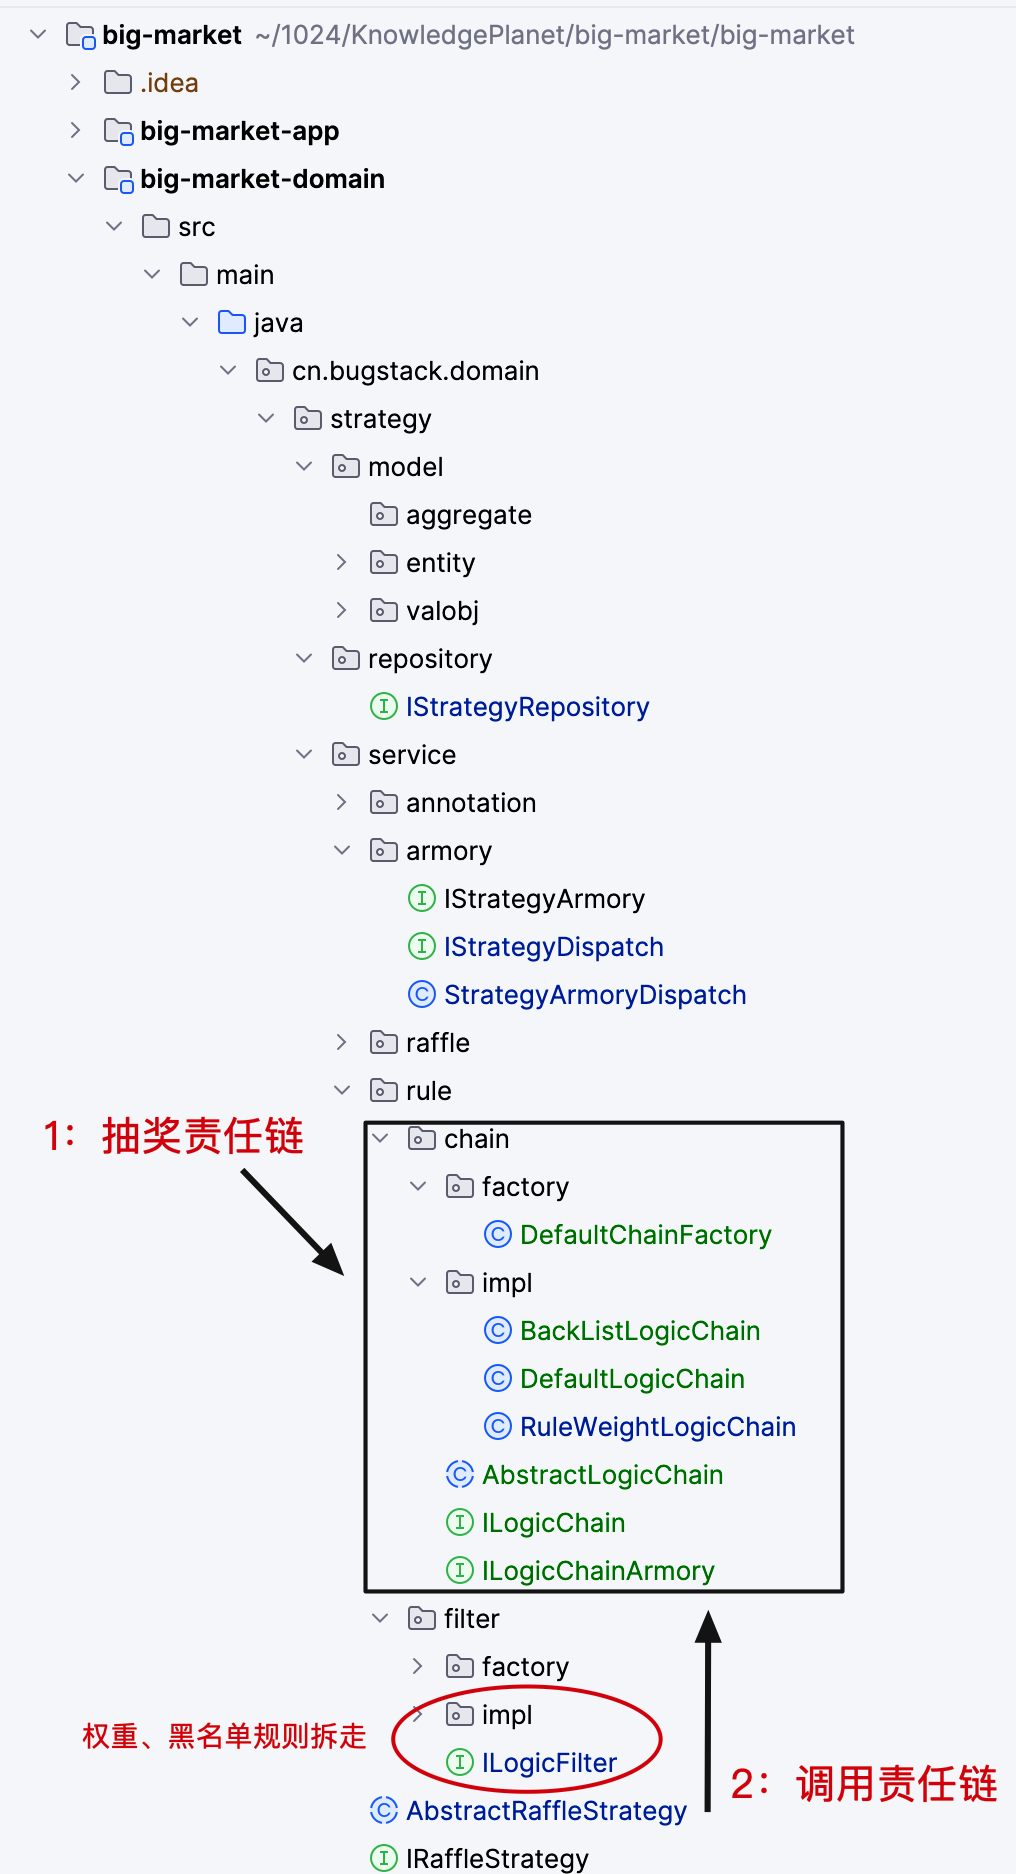 big-market ~/1024/KnowledgePlanet/big-market/big-market
.idea
big-market-app
big-market-domain
src
main
java
cn.bugstack.domain
strategy
model
aggregate
entity
valobj
repository
IStrategyRepository
service
annotation
armory
IStrategyArmory
IStrategyDispatch
StrategyArmoryDispatch
raffle
rule
1：抽奖责任链
chain
factory
DefaultChainFactory
impl
BackListLogicChain
DefaultLogicChain
RuleWeightLogicChain
AbstractLogicChain
ILogicChain
ILogicChainArmory
filter
factory
impl
权重、黑名单规则拆走
ILogicFilter
2：调用责任链
AbstractRaffleStrategy
IRaffleStrategy